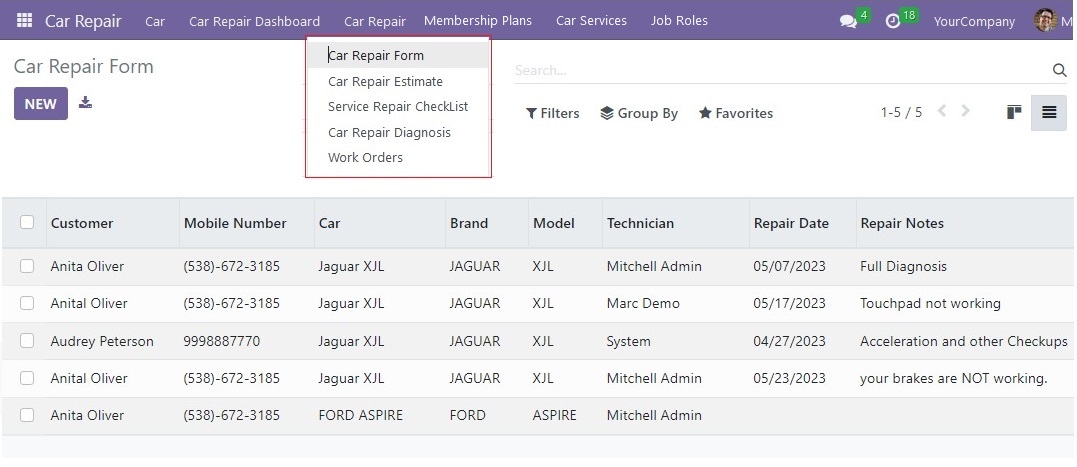 Car Repair Car Car Repair Dashboard Car Repair Membership Plans Car Services Job Roles 4 18 YourCompany M
Car Repair Form
Car Repair Form
Search...
NEW
Car Repair Estimate
Service Repair CheckList
Car Repair Diagnosis
Work Orders
Filters Group By Favorites 1-5 / 5
Customer Mobile Number Car Brand Model Technician Repair Date Repair Notes
Anita Oliver (538)-672-3185 Jaguar XJL JAGUAR XJL Mitchell Admin 05/07/2023 Full Diagnosis
Anital Oliver (538)-672-3185 Jaguar XJL JAGUAR XJL Marc Demo 05/17/2023 Touchpad not working
Audrey Peterson 9998887770 Jaguar XJL JAGUAR XJL System 04/27/2023 Acceleration and other Checkups
Anital Oliver (538)-672-3185 Jaguar XJL JAGUAR XJL Mitchell Admin 05/23/2023 your brakes are NOT working.
Anita Oliver (538)-672-3185 FORD ASPIRE FORD ASPIRE Mitchell Admin